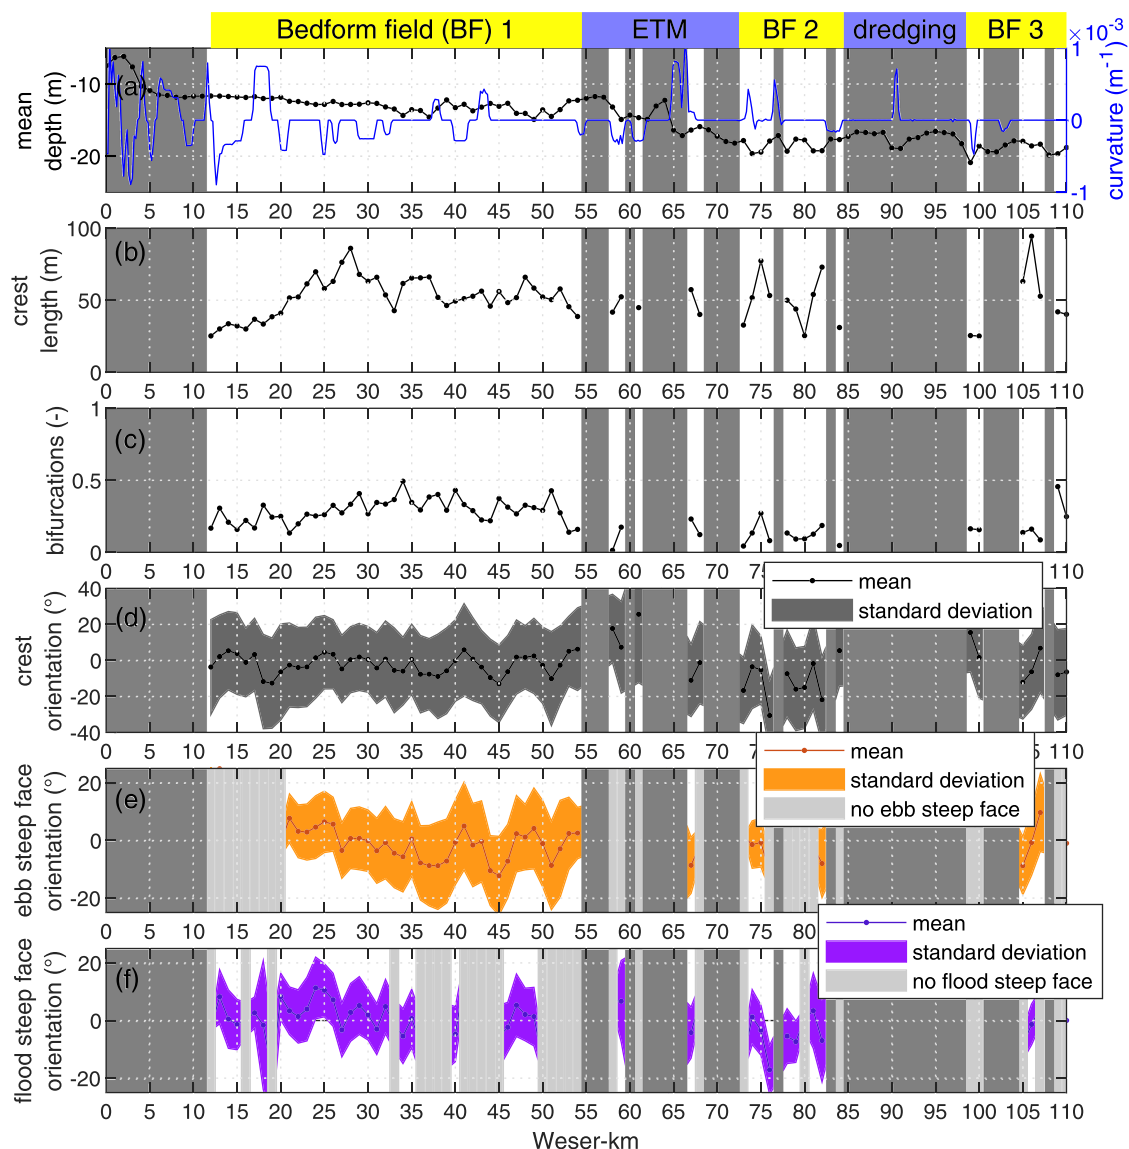 Bedform field (BF) 1 ETM BF 2 dredging BF 3
×10⁻³
mean
depth (m)
-10
-20
(a)
1
0
-1
curvature (m⁻¹)
0 5 10 15 20 25 30 35 40 45 50 55 60 65 70 75 80 85 90 95 100 105 110
crest
length (m)
100
50
0
(b)
0 5 10 15 20 25 30 35 40 45 50 55 60 65 70 75 80 85 90 95 100 105 110
bifurcations (-)
1
0.5
0
(c)
0 5 10 15 20 25 30 35 40 45 50 55 60 65 70 110
mean
standard deviation
crest
orientation (°)
40
20
0
-20
-40
(d)
0 5 10 15 20 25 30 35 40 45 50 55 60 65 70 110
mean
standard deviation
no ebb steep face
ebb steep face
orientation (°)
20
0
-20
(e)
0 5 10 15 20 25 30 35 40 45 50 55 60 65 70 75 80
mean
standard deviation
no flood steep face
flood steep face
orientation (°)
20
0
-20
(f)
0 5 10 15 20 25 30 35 40 45 50 55 60 65 70 75 80 85 90 95 100 105 110
Weser-km